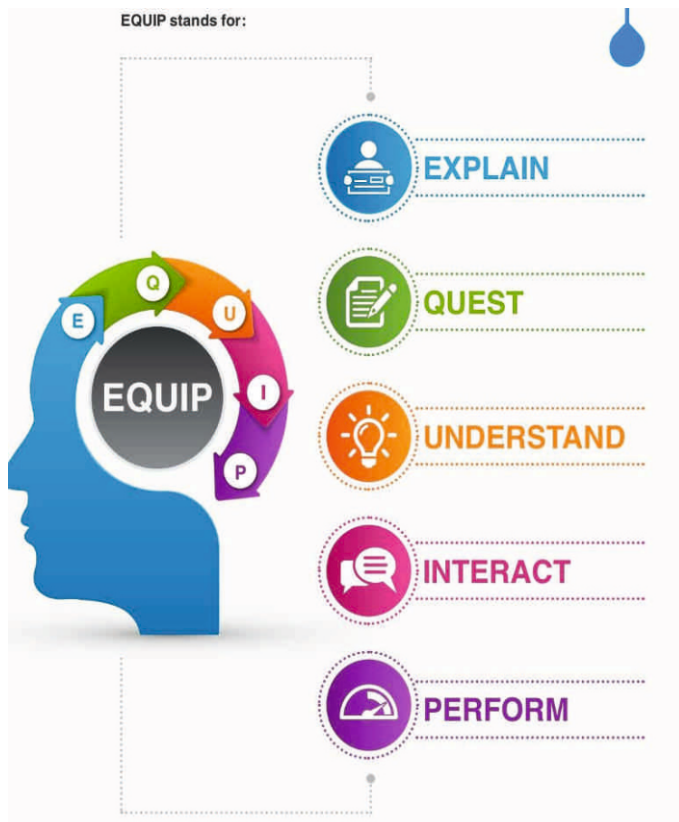 EQUIP stands for:
EXPLAIN
Q
E
U
QUEST
EQUIP
I
P
UNDERSTAND
INTERACT
PERFORM